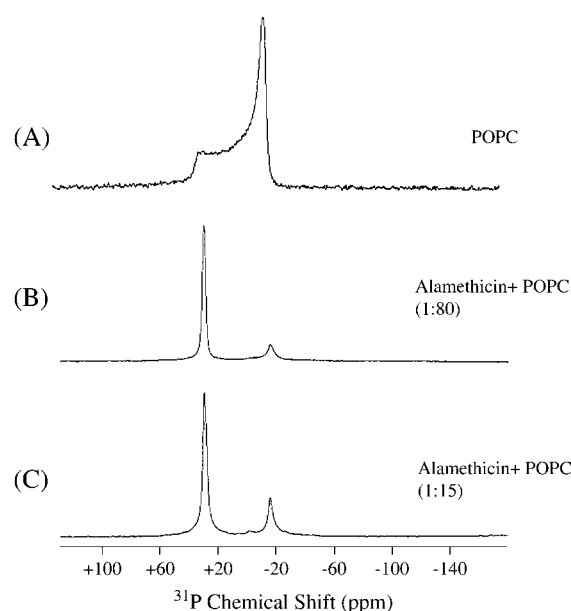 (A)
POPC
(B)
Alamethicin+ POPC
(1:80)
(C)
Alamethicin+ POPC
(1:15)
+100 +60 +20 -20 -60 -100 -140
³¹P Chemical Shift (ppm)